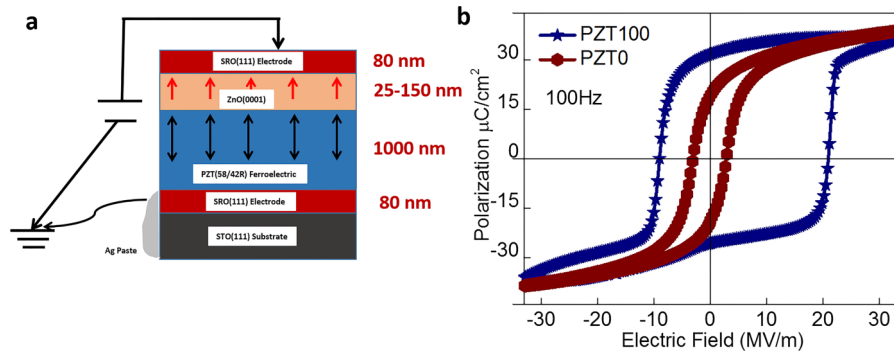 a
SRO(111) Electrode
80 nm
25-150 nm
ZnO(0001)
1000 nm
PZT(58/42R) Ferroelectric
SRO(111) Electrode
80 nm
STO(111) Substrate
Ag Paste
b
PZT100
PZT0
100Hz
Polarization μC/cm²
30
15
0
-15
-30
-30
-20
-10
0
10
20
30
Electric Field (MV/m)